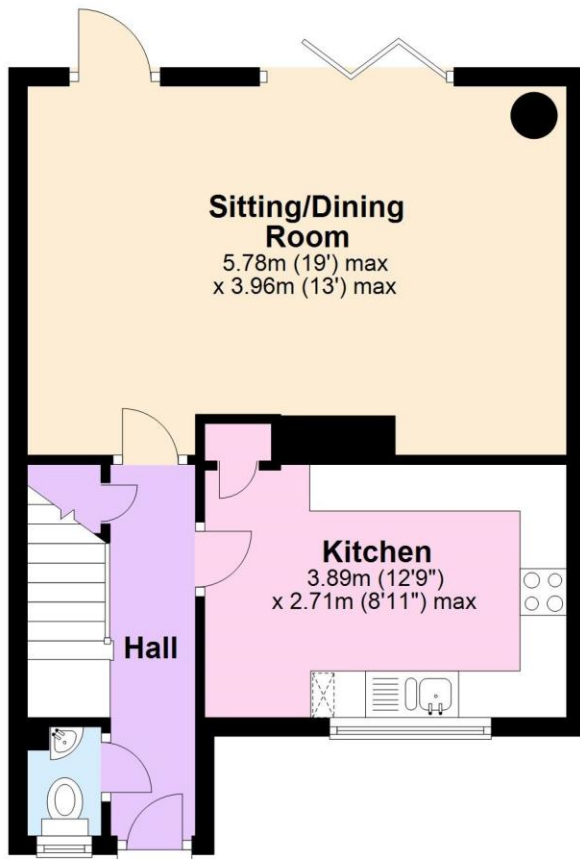 Sitting/Dining
Room
5.78m (19') max
x 3.96m (13') max
Kitchen
3.89m (12'9")
x 2.71m (8'11") max
Hall